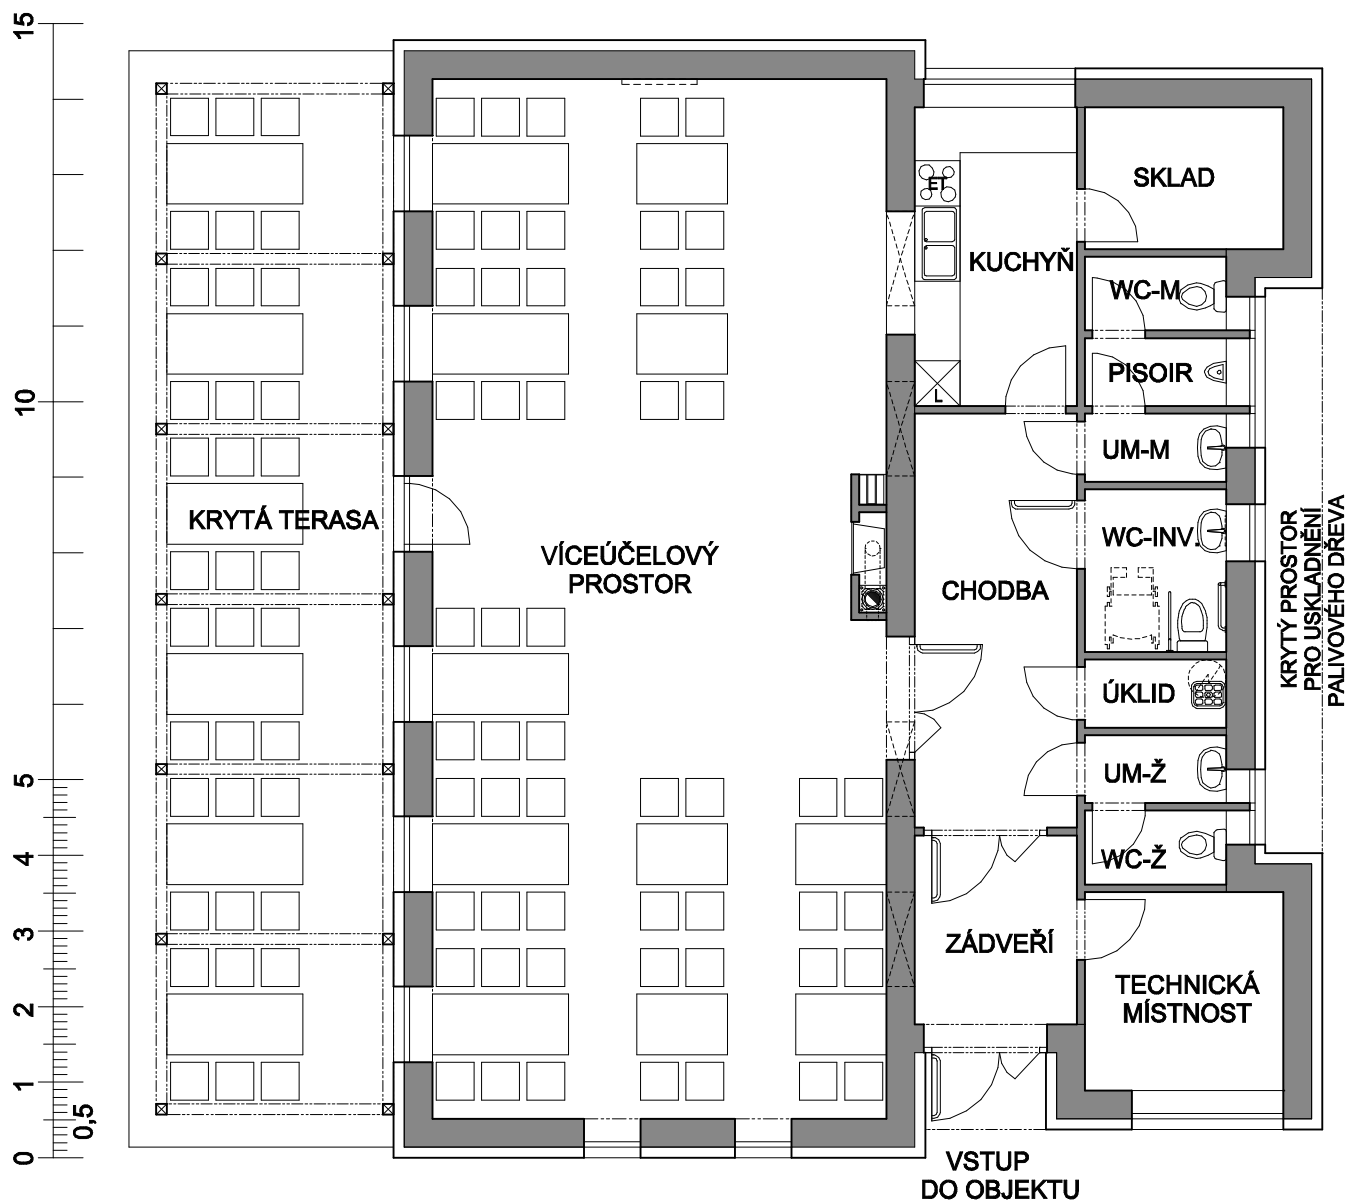 15
10
5
4
3
2
1
0,5
0
SKLAD
ET
KUCHYŇ
WC-M
PISOIR
L
UM-M
KRYTÁ TERASA
VÍCEÚČELOVÝ
PROSTOR
WC-INV.
CHODBA
KRYTÝ PROSTOR
PRO USKLADNĚNÍ
PALIVOVÉHO DŘEVA
ÚKLID
UM-Ž
WC-Ž
ZÁDVEŘÍ
TECHNICKÁ
MÍSTNOST
VSTUP
DO OBJEKTU